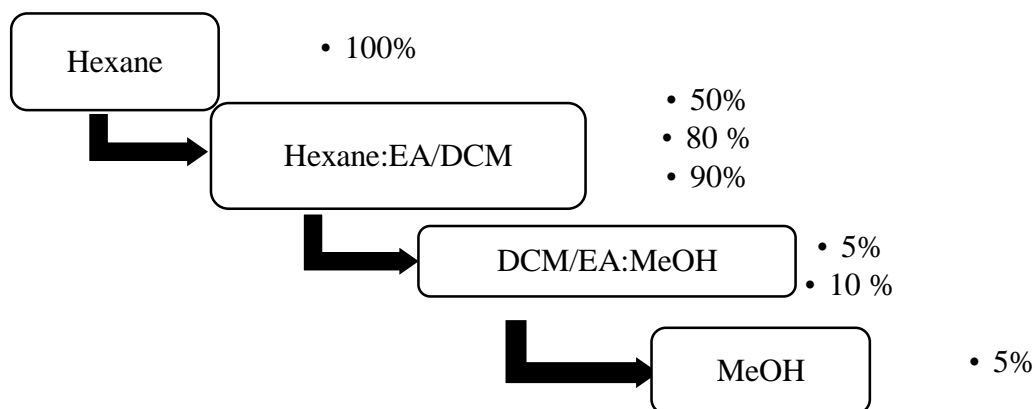 Hexane
• 100%
Hexane:EA/DCM
• 50%
• 80 %
• 90%
DCM/EA:MeOH
• 5%
• 10 %
MeOH
• 5%